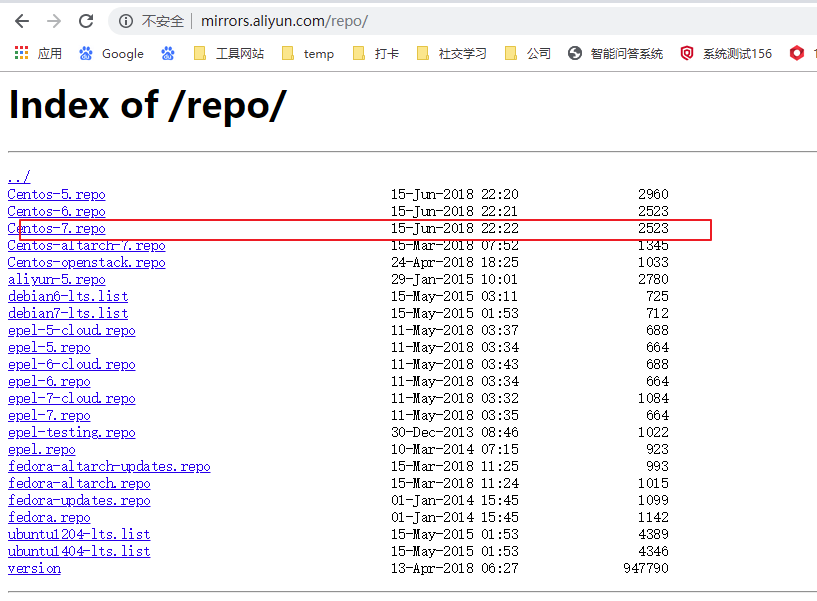 不安全 | mirrors.aliyun.com/repo/
应用 Google 工具网站 temp 打卡 社交学习 公司 智能问答系统 系统测试156 1
Index of /repo/
../
Centos-5.repo 15-Jun-2018 22:20 2960
Centos-6.repo 15-Jun-2018 22:21 2523
Centos-7.repo 15-Jun-2018 22:22 2523
Centos-altarch-7.repo 15-Mar-2018 07:52 1345
Centos-openstack.repo 24-Apr-2018 18:25 1033
aliyun-5.repo 29-Jan-2015 10:01 2780
debian6-lts.list 15-May-2015 03:11 725
debian7-lts.list 15-May-2015 01:53 712
epel-5-cloud.repo 11-May-2018 03:37 688
epel-5.repo 11-May-2018 03:34 664
epel-6-cloud.repo 11-May-2018 03:43 688
epel-6.repo 11-May-2018 03:34 664
epel-7-cloud.repo 11-May-2018 03:32 1084
epel-7.repo 11-May-2018 03:35 664
epel-testing.repo 30-Dec-2013 08:46 1022
epel.repo 10-Mar-2014 07:15 923
fedora-altarch-updates.repo 15-Mar-2018 11:25 993
fedora-altarch.repo 15-Mar-2018 11:24 1015
fedora-updates.repo 01-Jan-2014 15:45 1099
fedora.repo 01-Jan-2014 15:45 1142
ubuntu1204-lts.list 15-May-2015 01:53 4389
ubuntu1404-lts.list 15-May-2015 01:53 4346
version 13-Apr-2018 06:27 947790